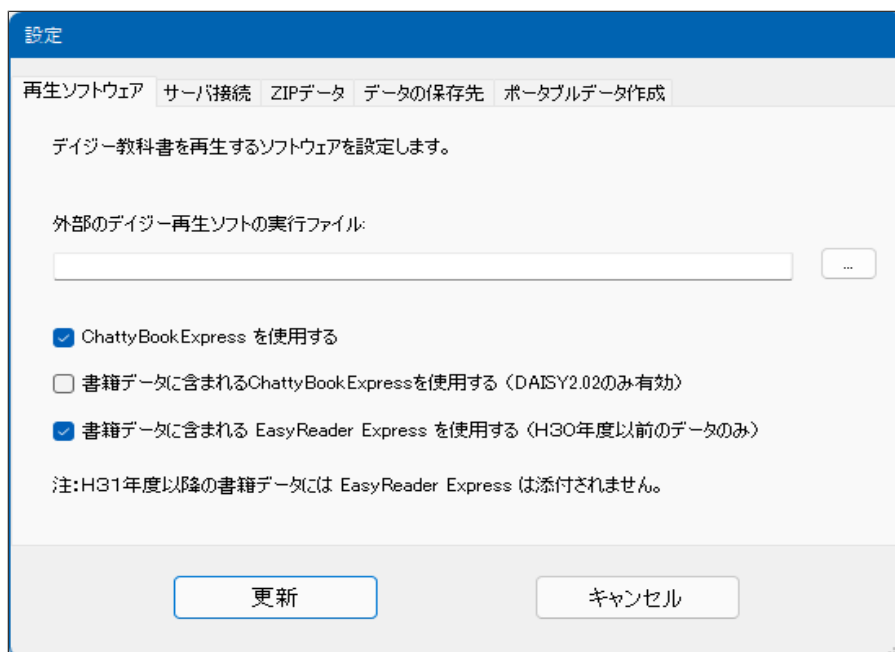 設定
再生ソフトウェア サーバ接続 ZIPデータ データの保存先 ポータブルデータ作成
デイジー教科書を再生するソフトウェアを設定します。
外部のデイジー再生ソフトの実行ファイル:
...
ChattyBookExpress を使用する
書籍データに含まれるChattyBookExpressを使用する（DAISY2.02のみ有効）
書籍データに含まれる EasyReader Express を使用する（H30年度以前のデータのみ）
注:H31年度以降の書籍データには EasyReader Express は添付されません。
更新 キャンセル